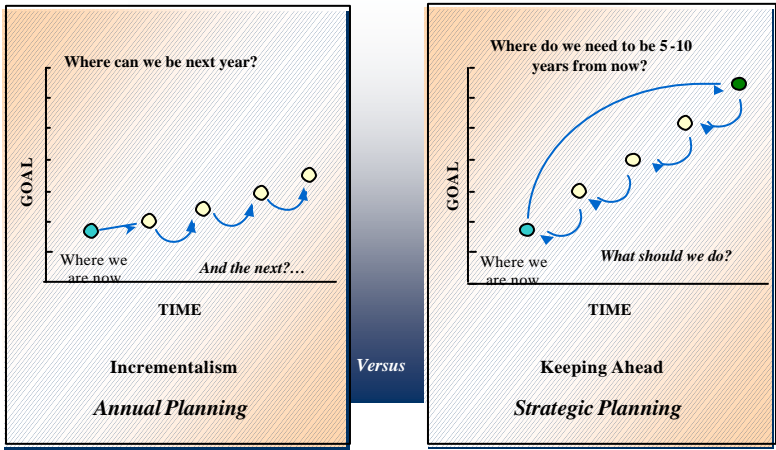 Where can we be next year?
GOAL
Where we
are now
And the next?...
TIME
Incrementalism
Annual Planning
Versus
Where do we need to be 5-10
years from now?
GOAL
Where we
are now
What should we do?
TIME
Keeping Ahead
Strategic Planning